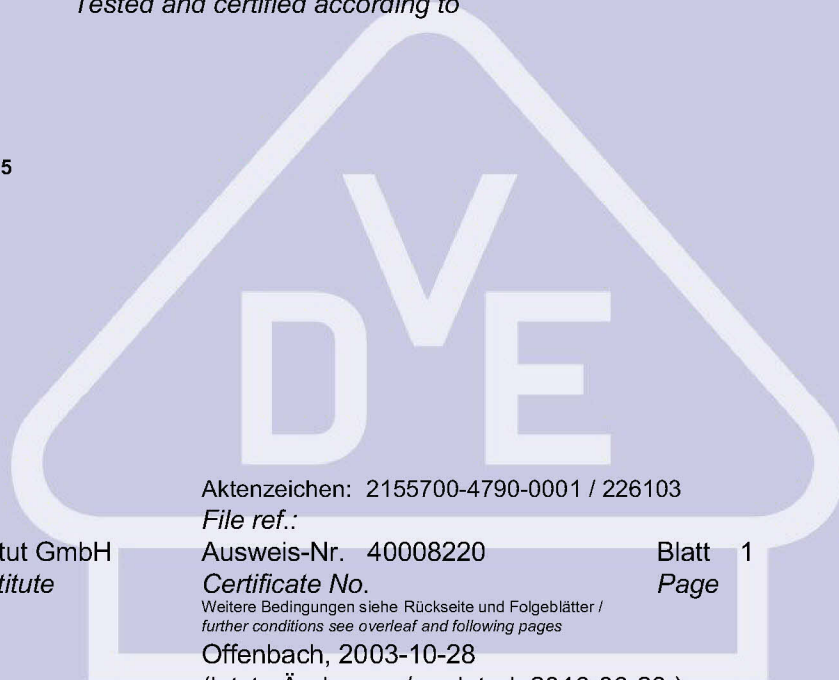 Tested and certified according to
5
VDE
Aktenzeichen: 2155700-4790-0001 / 226103
File ref.:
tut GmbH Ausweis-Nr. 40008220 Blatt 1
titute Certificate No. Page
Weitere Bedingungen siehe Rückseite und Folgeblätter /
further conditions see overleaf and following pages
Offenbach, 2003-10-28